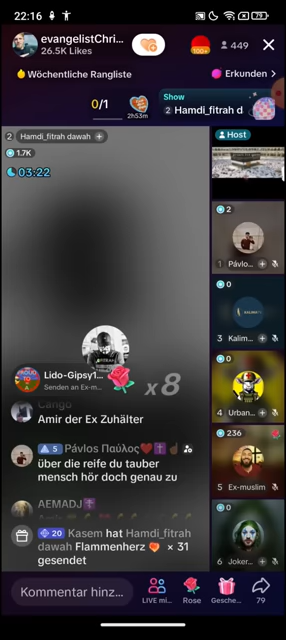 22:16
79
evangelistChri...
26.5K Likes
100+
449
Wöchentliche Rangliste
Erkunden >
0/1
2h53m
Show
2 Hamdi_fitrah d
2 Hamdi_fitrah dawah +
1.7K
03:22
Host
2
1 Pávlo...
0
3 Kalim...
0
4 Urban...
236
5 Ex-muslim
0
6 Joker...
Lido-Gipsy1...
Senden an Ex-m...
x8
Cango
Amir der Ex Zuhälter
5 Pávlos Παύλος❤️✝️☝️
über die reife du tauber
mensch hör doch genau zu
AEMADJ✝️
20 Kasem hat Hamdi_fitrah
dawah Flammenherz × 31
gesendet
Kommentar hinz...
LIVE mi...
Rose
Gesche...
79